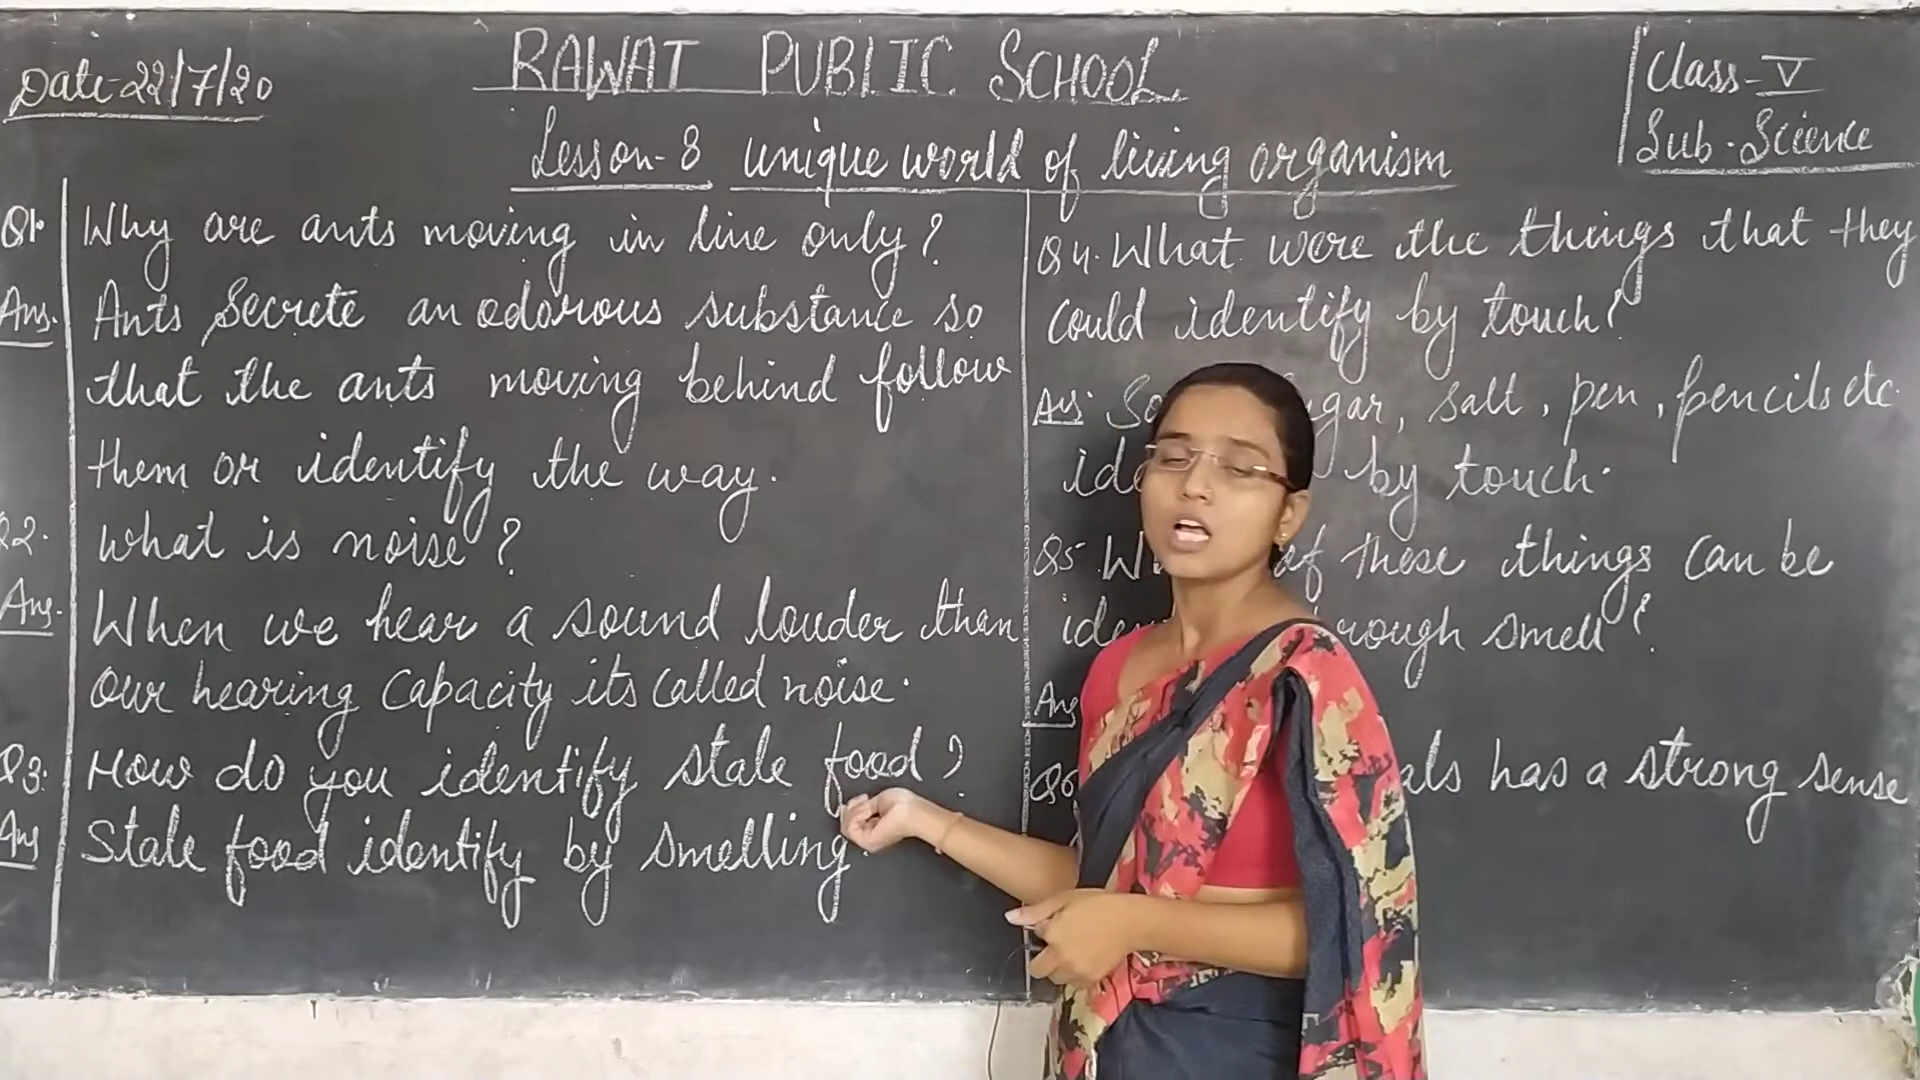 Date-22/7/20
RAWAT PUBLIC SCHOOL
Class-V
Sub. Science
Lesson-8 unique world of living organism
Q1. Why are ants moving in line only?
Ans. Ants Secrete an odorous substance so
that the ants moving behind follow
them or identify the way.
Q2. What is noise?
Ans. When we hear a sound louder than
our hearing capacity its called noise.
Q3. How do you identify stale food?
Ans Stale food identify by smelling.
Q4. What were the things that they
could identify by touch?
Ans. salt, pen, pencils etc.
by touch.
Q5 of these things can be
smell?
Ans
Q6 has a strong sense